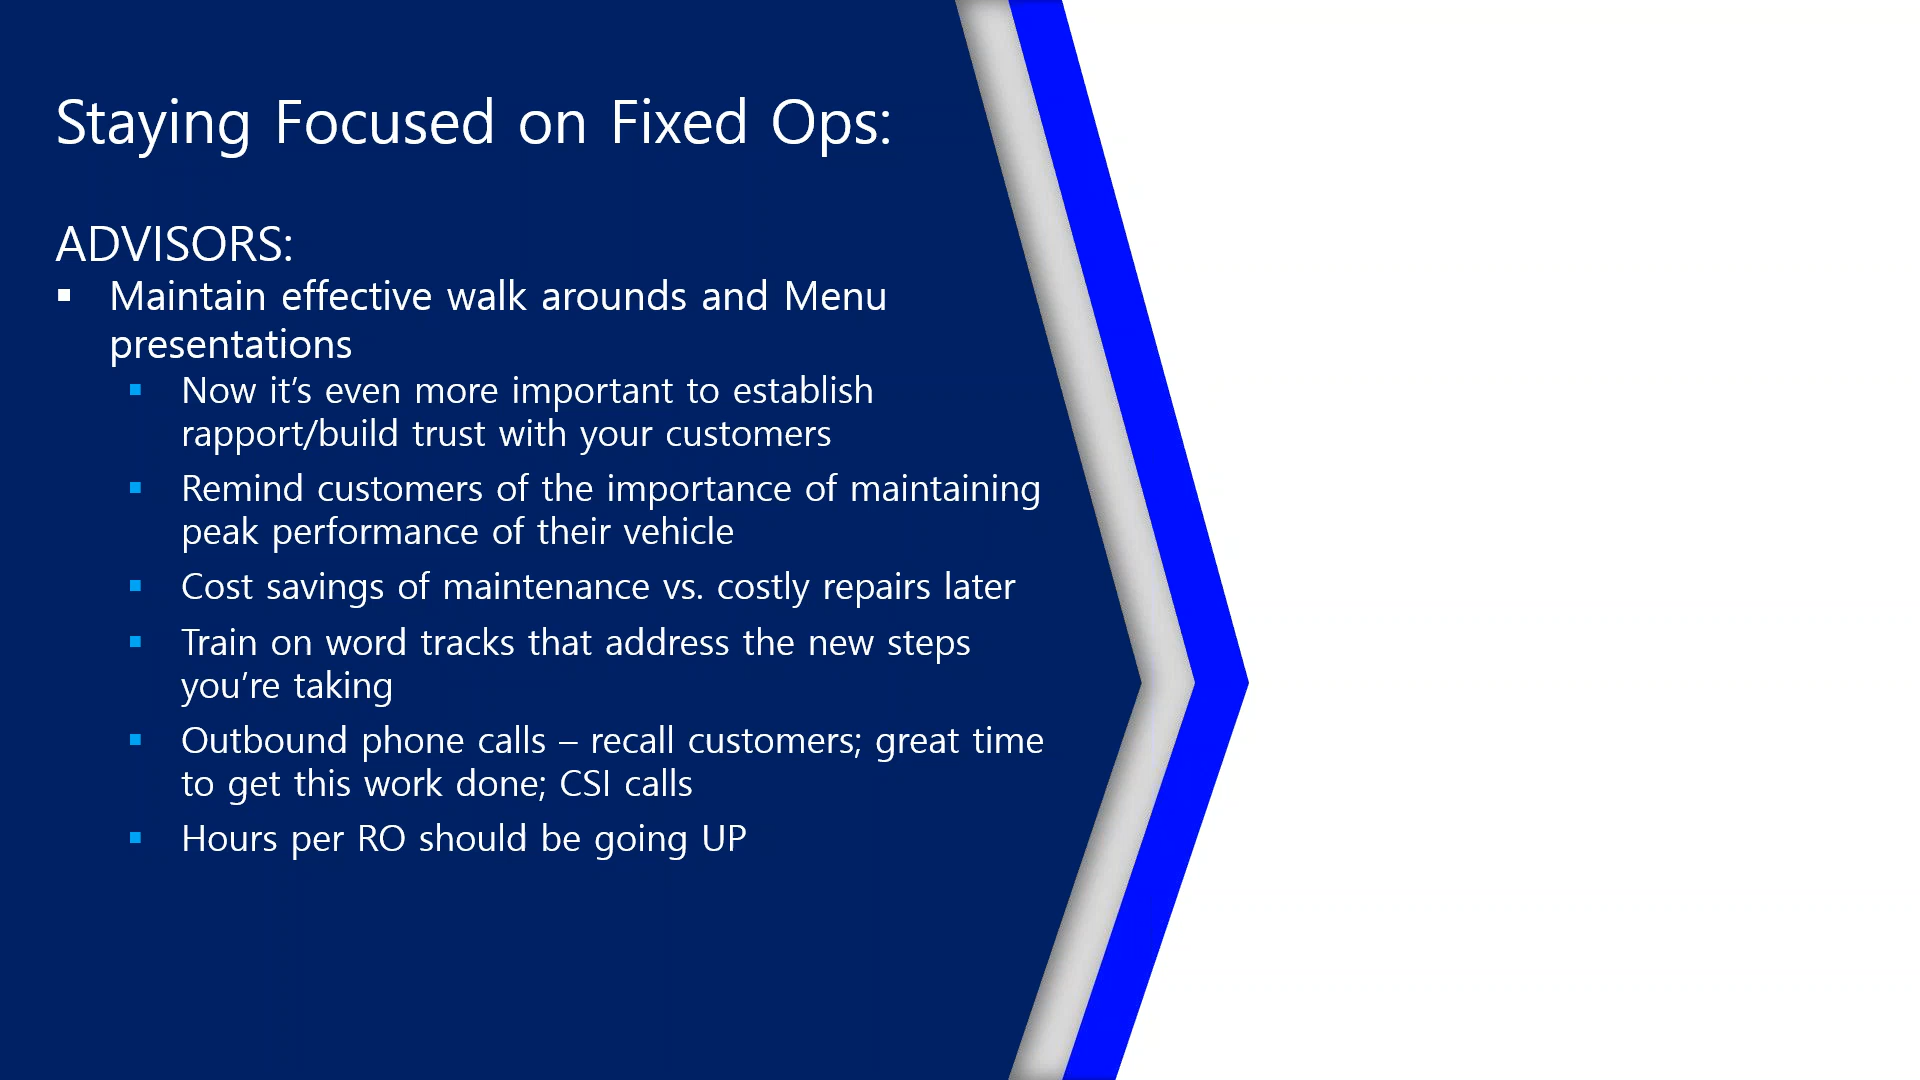 Staying Focused on Fixed Ops:
ADVISORS:
▪ Maintain effective walk arounds and Menu
presentations
▪ Now it’s even more important to establish
rapport/build trust with your customers
▪ Remind customers of the importance of maintaining
peak performance of their vehicle
▪ Cost savings of maintenance vs. costly repairs later
▪ Train on word tracks that address the new steps
you’re taking
▪ Outbound phone calls – recall customers; great time
to get this work done; CSI calls
▪ Hours per RO should be going UP